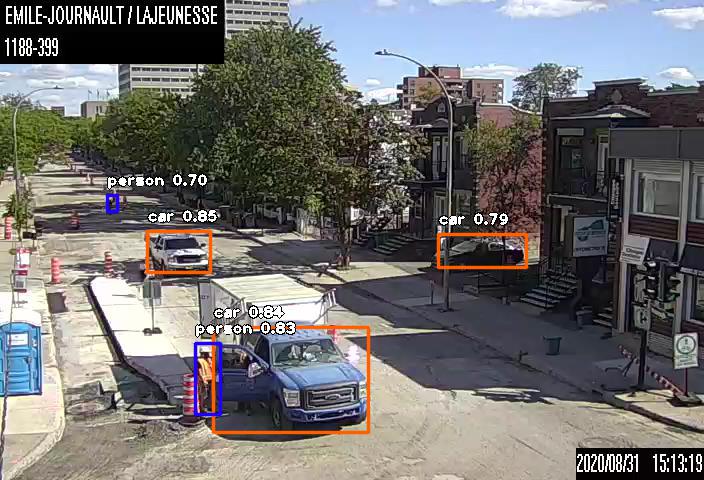 EMILE-JOURNAULT / LAJEUNESSE
1188-399
person 0.70
car 0.85
car 0.79
car 0.84
person 0.83
2020/08/31 15:13:19